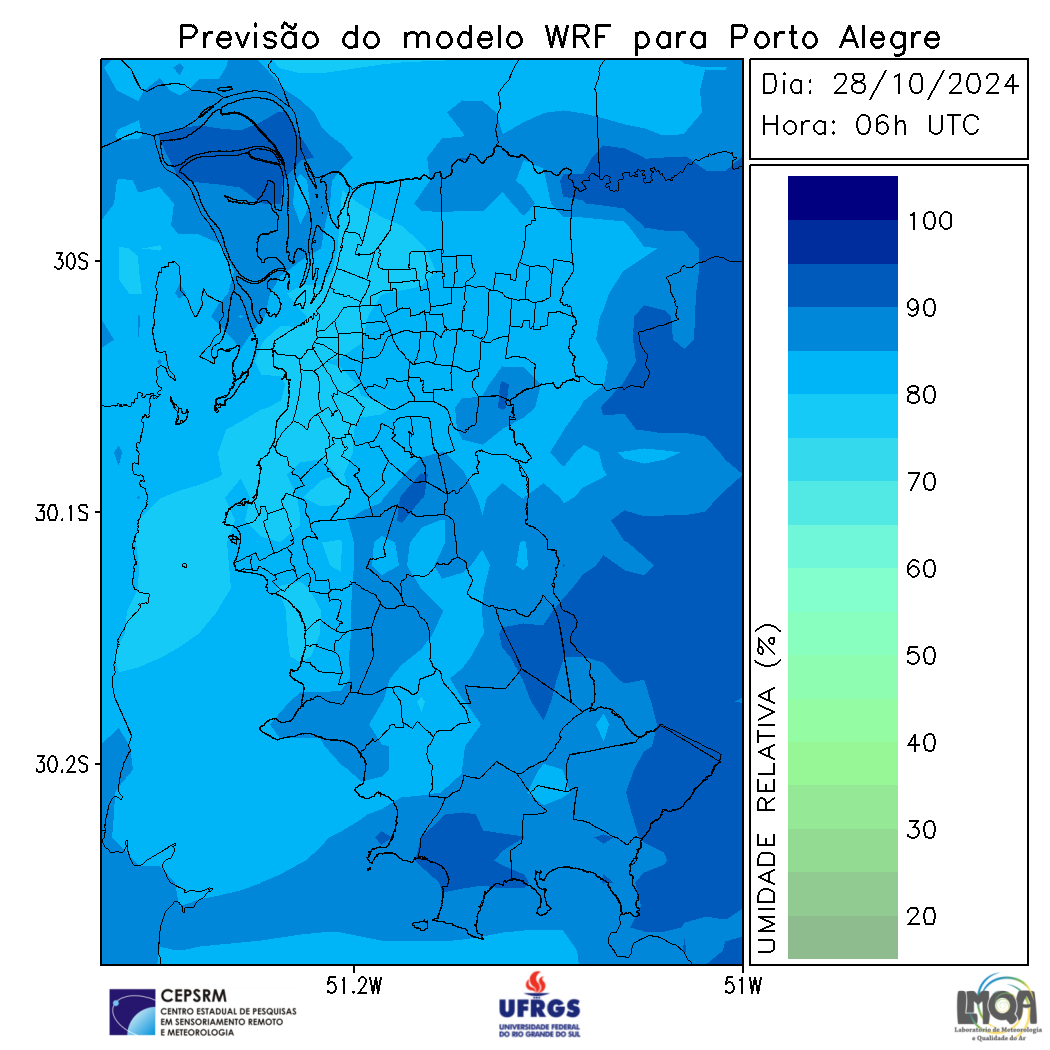 Previsão do modelo WRF para Porto Alegre
Dia: 28/10/2024
Hora: 06h UTC
100
90
80
70
60
50
40
30
20
UMIDADE RELATIVA (%)
30S
30.1S
30.2S
51.2W
51W
CEPSRM
CENTRO ESTADUAL DE PESQUISAS
EM SENSORIAMENTO REMOTO
E METEOROLOGIA
UFRGS
UNIVERSIDADE FEDERAL
DO RIO GRANDE DO SUL
LMQA
Laboratório de Meteorologia
e Qualidade do Ar